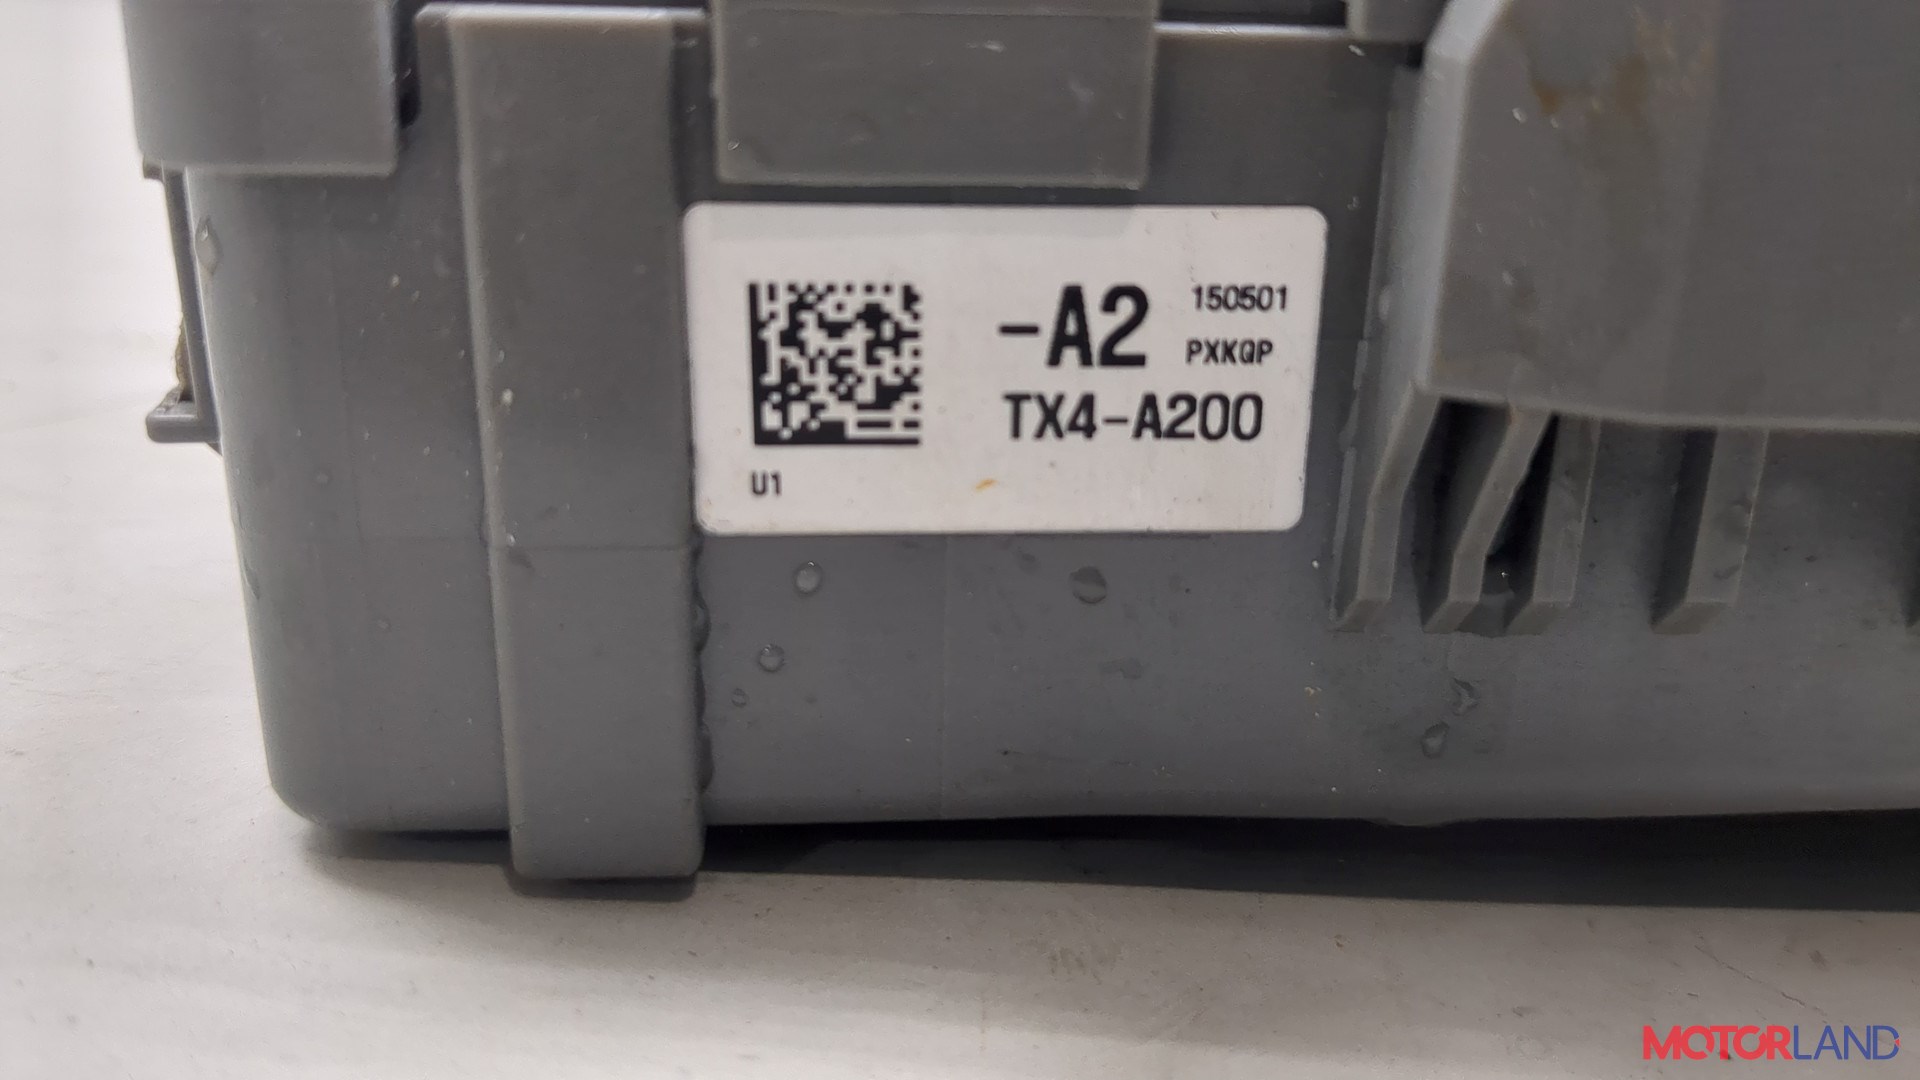 -A2 150501
PXKQP
TX4-A200
U1
MOTORLAND